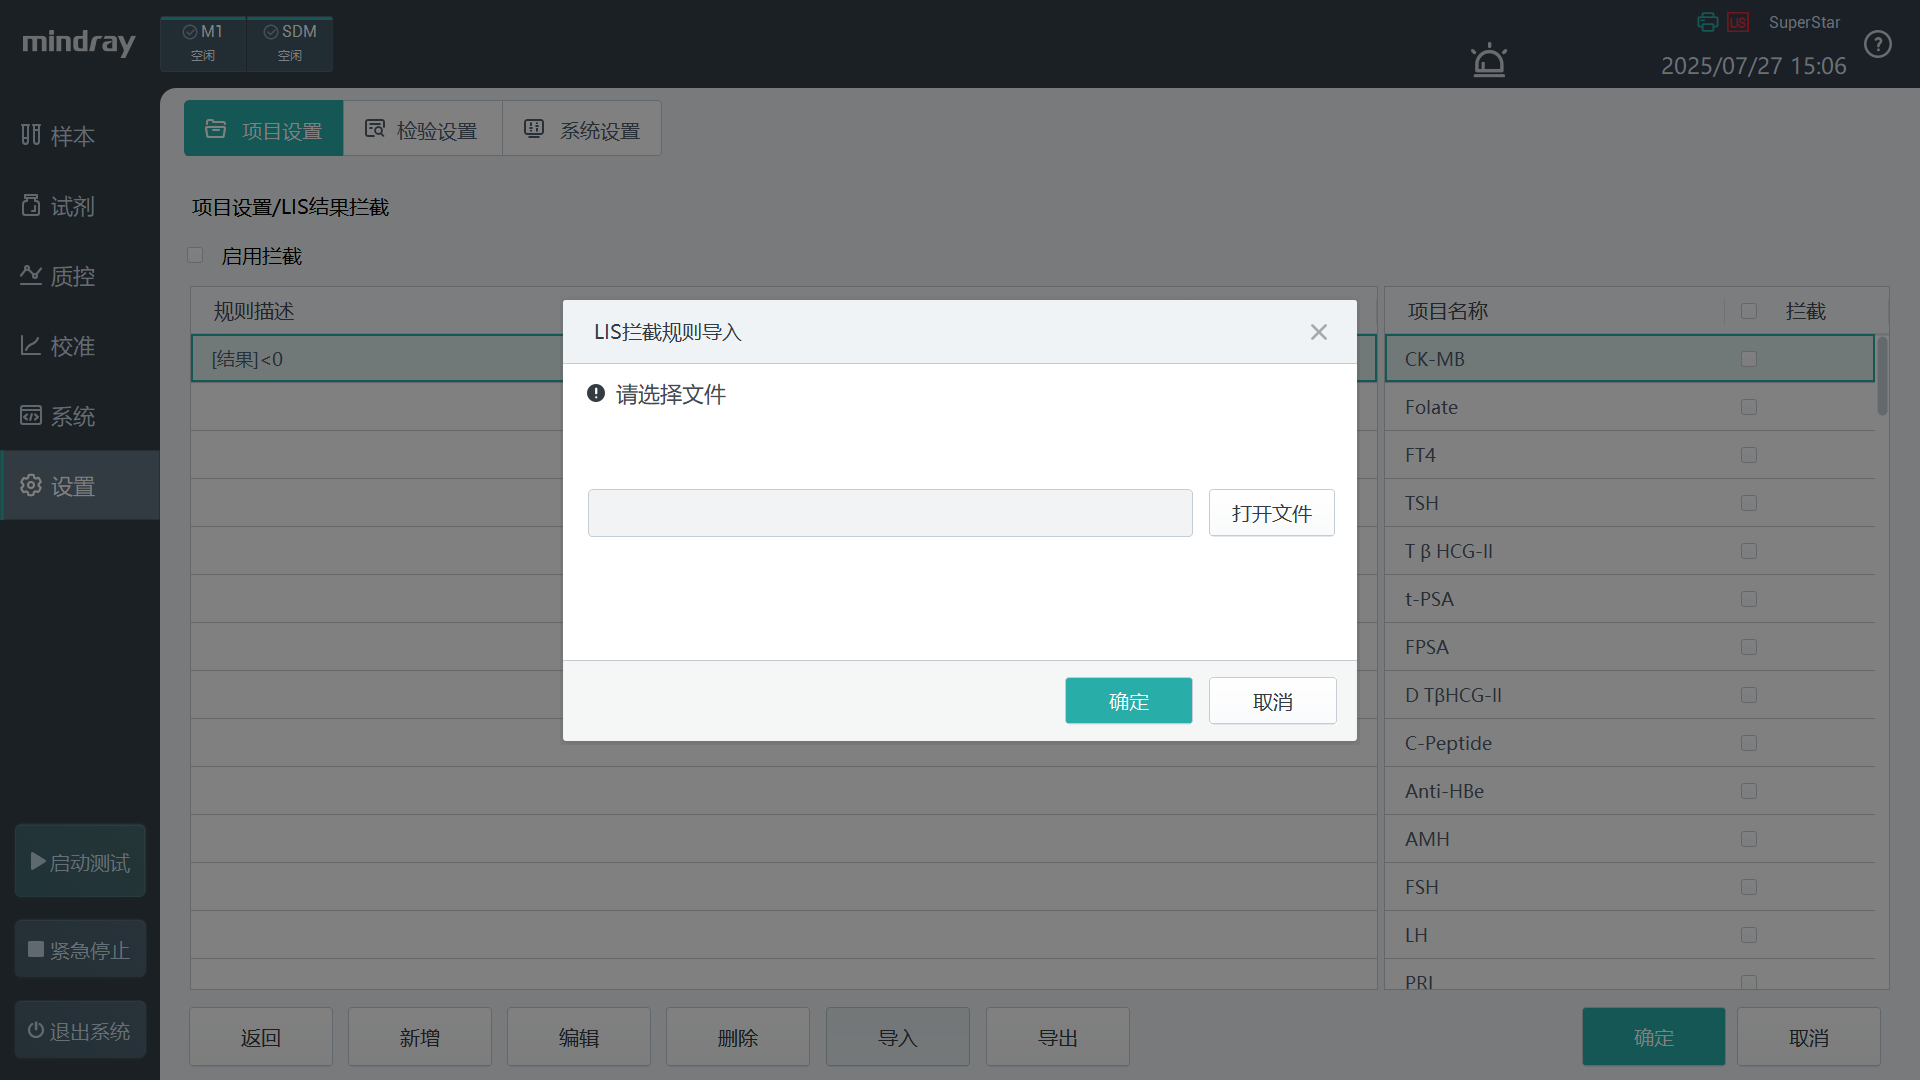 mindray
M1
空闲
SDM
空闲
LIS
SuperStar
2025/07/27 15:06
样本
试剂
质控
校准
系统
设置
启动测试
紧急停止
退出系统
项目设置
检验设置
系统设置
项目设置/LIS结果拦截
启用拦截
规则描述
[结果]<0
项目名称
拦截
CK-MB
Folate
FT4
TSH
T β HCG-II
t-PSA
FPSA
D TβHCG-II
C-Peptide
Anti-HBe
AMH
FSH
LH
PRL
LIS拦截规则导入
请选择文件
打开文件
确定
取消
返回
新增
编辑
删除
导入
导出
确定
取消